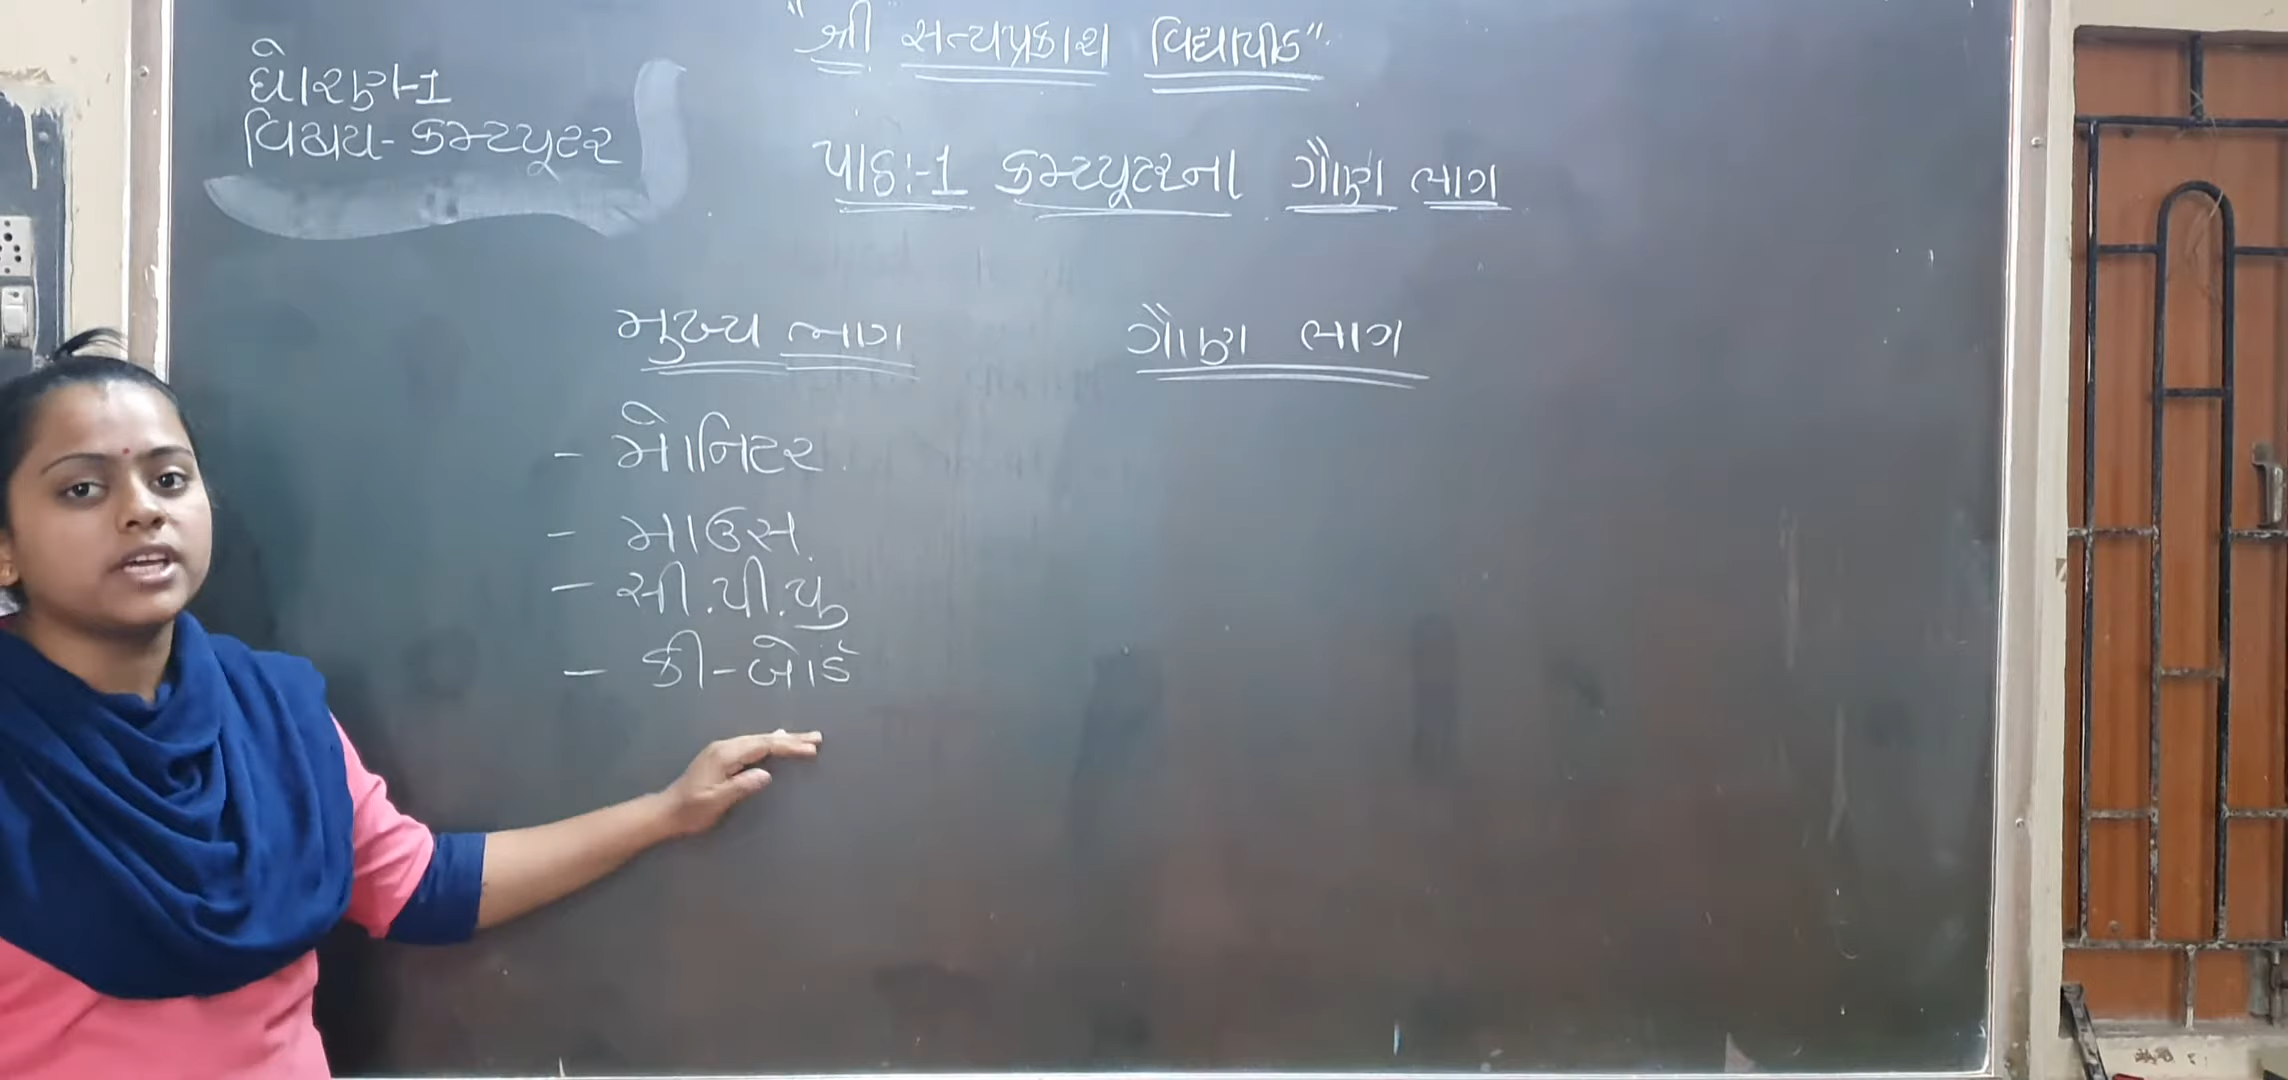 "શ્રી સત્યપ્રકાશ વિદ્યાપીઠ"
ધોરણ-1
વિષય-કમ્પ્યૂટર
પાઠ:-1 કમ્પ્યૂટરના ગૌણ ભાગ
મુખ્ય ભાગ
- મોનિટર
- માઉસ
- સી.પી.યુ
- કી-બોર્ડ
ગૌણ ભાગ